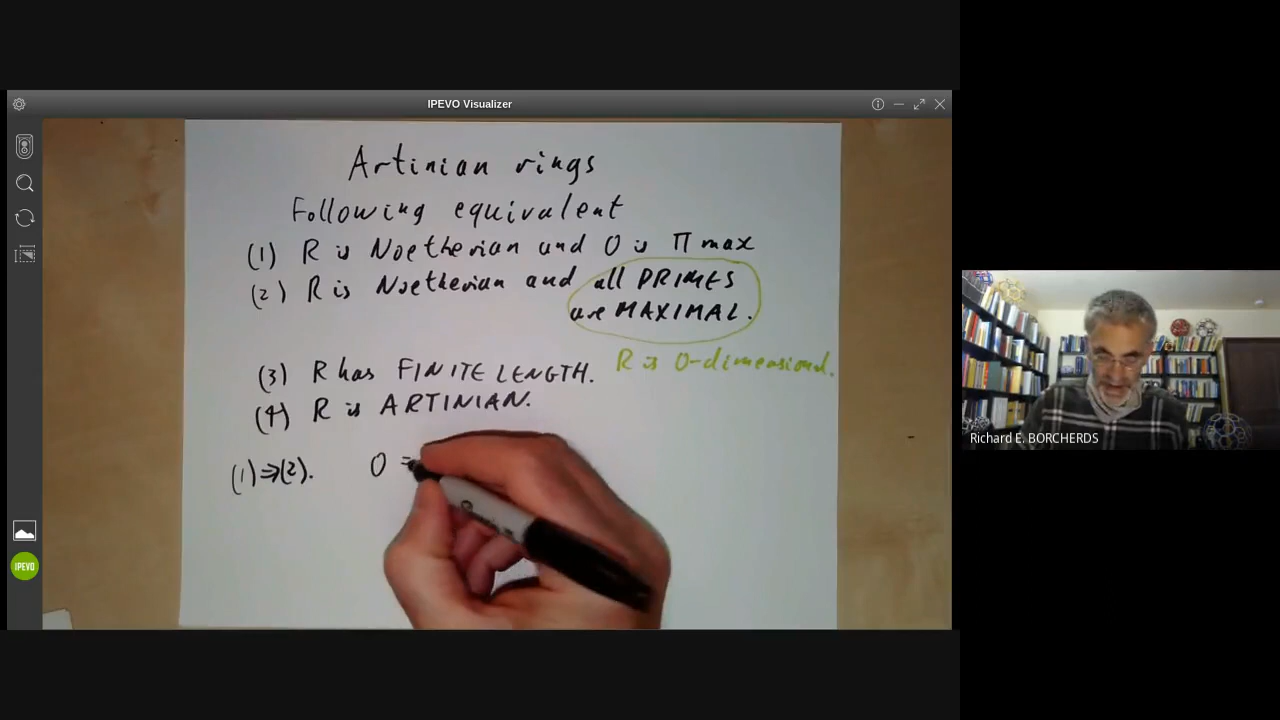 IPEVO Visualizer
Artinian rings
Following equivalent
(1) R is Noetherian and 0 is Π max
(2) R is Noetherian and all PRIMES
are MAXIMAL.
R is 0-dimensional.
(3) R has FINITE LENGTH.
(4) R is ARTINIAN.
(1)⇒(2). 0 =
IPEVO
Richard E. BORCHERDS